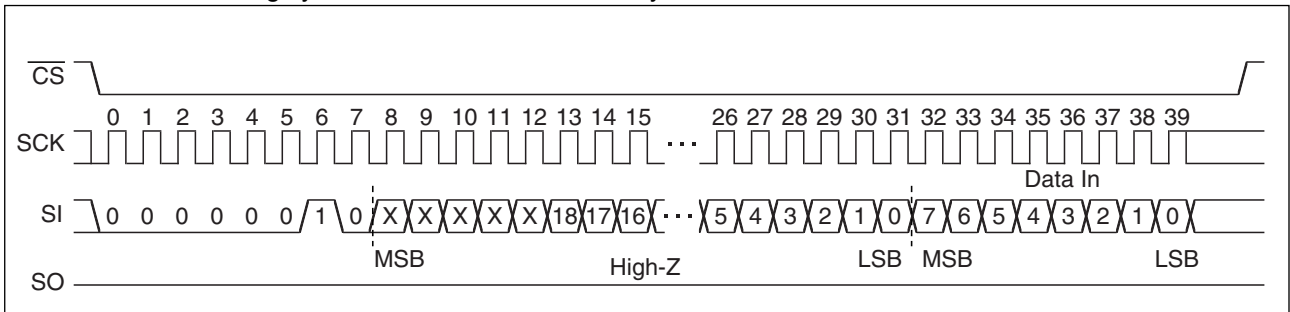 CS
0 1 2 3 4 5 6 7 8 9 10 11 12 13 14 15 26 27 28 29 30 31 32 33 34 35 36 37 38 39
SCK ···
Data In
SI 0 0 0 0 0 0 1 0 X X X X X 18 17 16 ··· 5 4 3 2 1 0 7 6 5 4 3 2 1 0
MSB High-Z LSB MSB LSB
SO